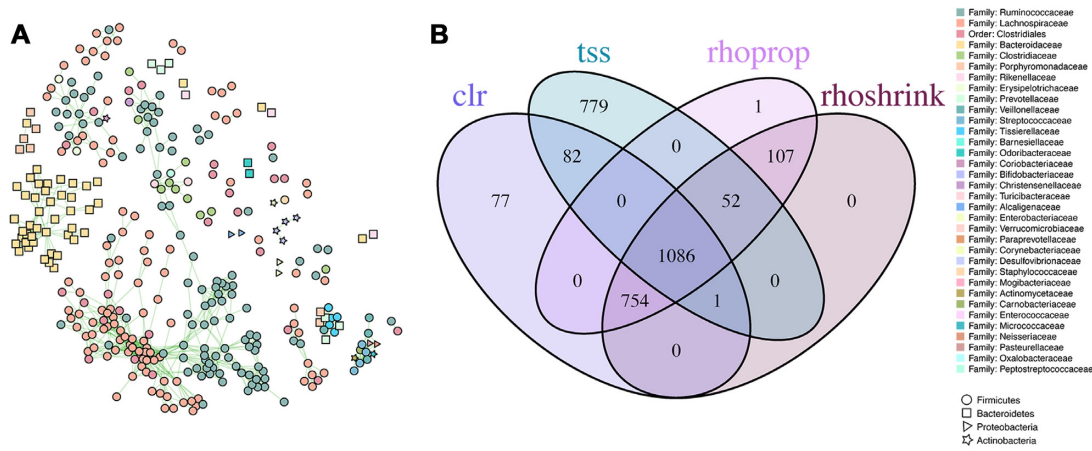 A
B
tss
rhoprop
clr
rhoshrink
779
1
0
82
107
77
0
52
0
1086
0
754
1
0
0
Family: Ruminococcaceae
Family: Lachnospiraceae
Order: Clostridiales
Family: Bacteroidaceae
Family: Clostridiaceae
Family: Porphyromonadaceae
Family: Rikenellaceae
Family: Erysipelotrichaceae
Family: Prevotellaceae
Family: Veillonellaceae
Family: Streptococcaceae
Family: Tissierellaceae
Family: Barnesiellaceae
Family: Odoribacteraceae
Family: Coriobacteriaceae
Family: Bifidobacteriaceae
Family: Christensenellaceae
Family: Turicibacteraceae
Family: Alcaligenaceae
Family: Enterobacteriaceae
Family: Verrucomicrobiaceae
Family: Paraprevotellaceae
Family: Corynebacteriaceae
Family: Desulfovibrionaceae
Family: Staphylococcaceae
Family: Mogibacteriaceae
Family: Actinomycetaceae
Family: Carnobacteriaceae
Family: Enterococcaceae
Family: Micrococcaceae
Family: Neisseriaceae
Family: Pasteurellaceae
Family: Oxalobacteraceae
Family: Peptostreptococcaceae
Firmicutes
Bacteroidetes
Proteobacteria
Actinobacteria